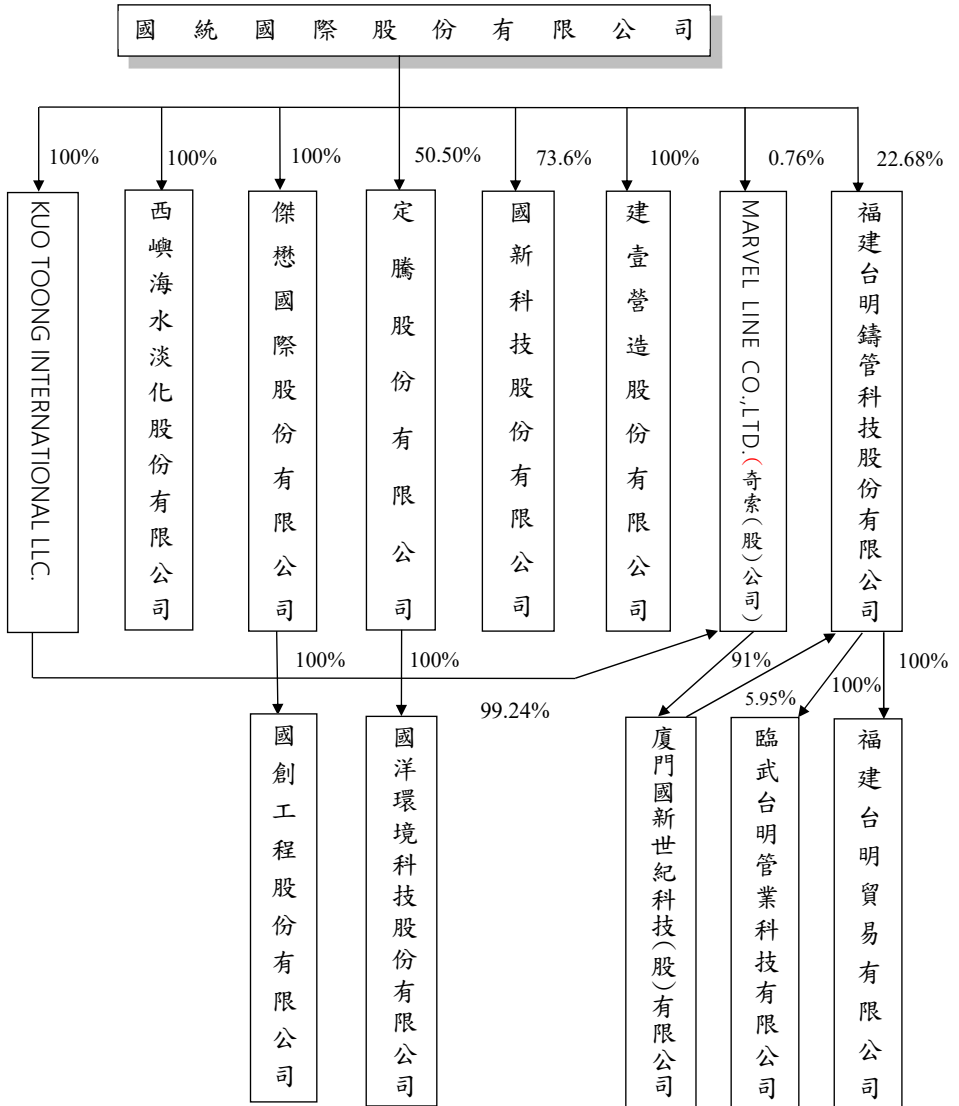 國統國際股份有限公司
100%
100%
100%
50.50%
73.6%
100%
0.76%
22.68%
KUO TOONG INTERNATIONAL LLC.
西嶼海水淡化股份有限公司
傑懋國際股份有限公司
定騰股份有限公司
國新科技股份有限公司
建壹營造股份有限公司
MARVEL LINE CO.,LTD.(奇索(股)公司)
福建台明鑄管科技股份有限公司
100%
100%
99.24%
91%
5.95%
100%
100%
國創工程股份有限公司
國洋環境科技股份有限公司
廈門國新世紀科技(股)有限公司
臨武台明管業科技有限公司
福建台明貿易有限公司